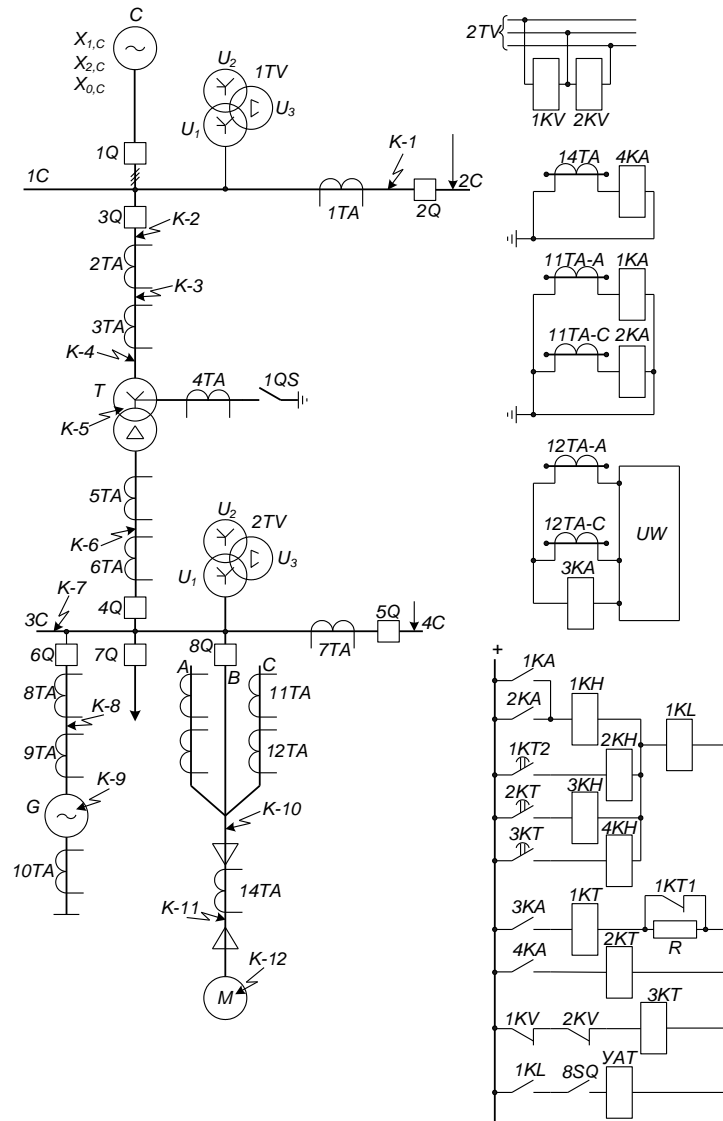 C
X1,C
X2,C
X0,C
U2
1TV
U3
U1
1Q
K-1
1C
2C
1TA
2Q
3Q
K-2
2TA
K-3
3TA
K-4
T
4TA
1QS
K-5
5TA
K-6
6TA
U2
2TV
U3
U1
K-7
4Q
3C
5Q
4C
7TA
6Q
7Q
8Q
A
B
C
8TA
K-8
11TA
9TA
12TA
G
K-9
K-10
10TA
14TA
K-11
K-12
M
2TV
1KV
2KV
14TA
4KA
11TA-A
1KA
11TA-C
2KA
12TA-A
12TA-C
UW
3KA
+
1KA
1KH
2KA
1KL
1KT2
2KH
2KT
3KH
3KT
4KH
1KT1
3KA
1KT
R
4KA
2KT
1KV
2KV
3KT
1KL
8SQ
УАТ